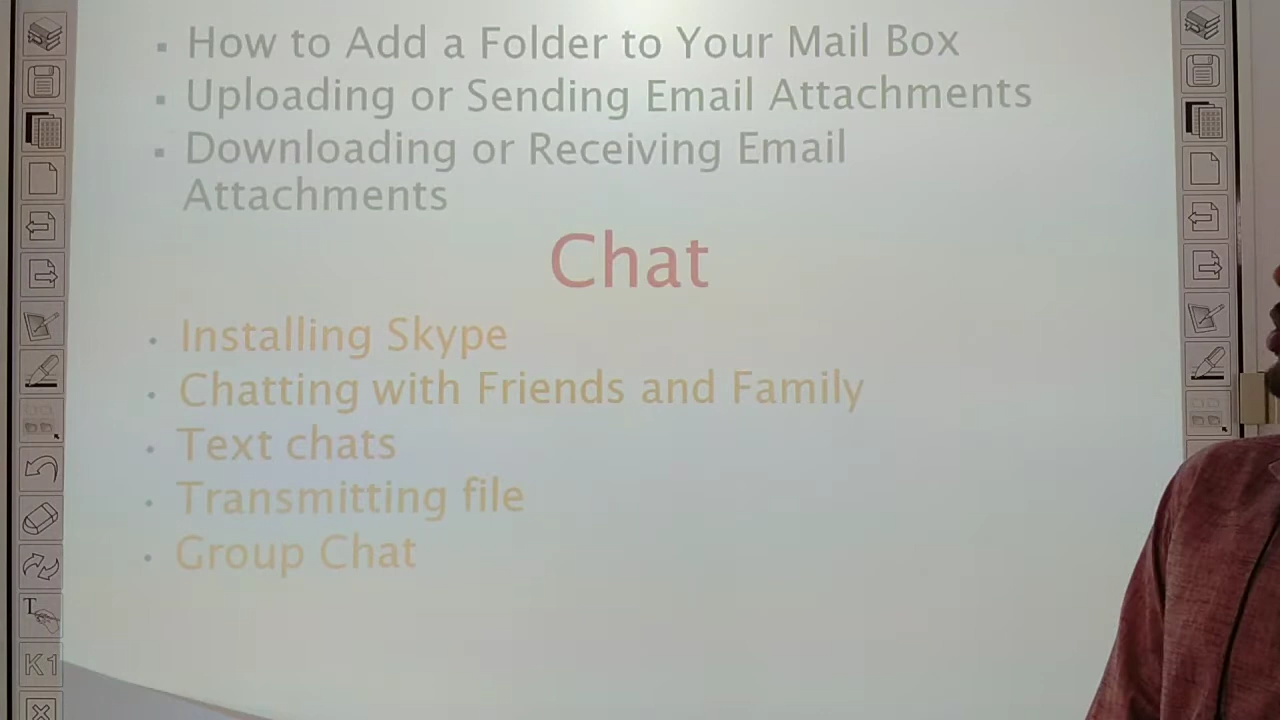 ▪ How to Add a Folder to Your Mail Box
▪ Uploading or Sending Email Attachments
▪ Downloading or Receiving Email
Attachments
Chat
• Installing Skype
• Chatting with Friends and Family
• Text chats
• Transmitting file
• Group Chat
T
K1